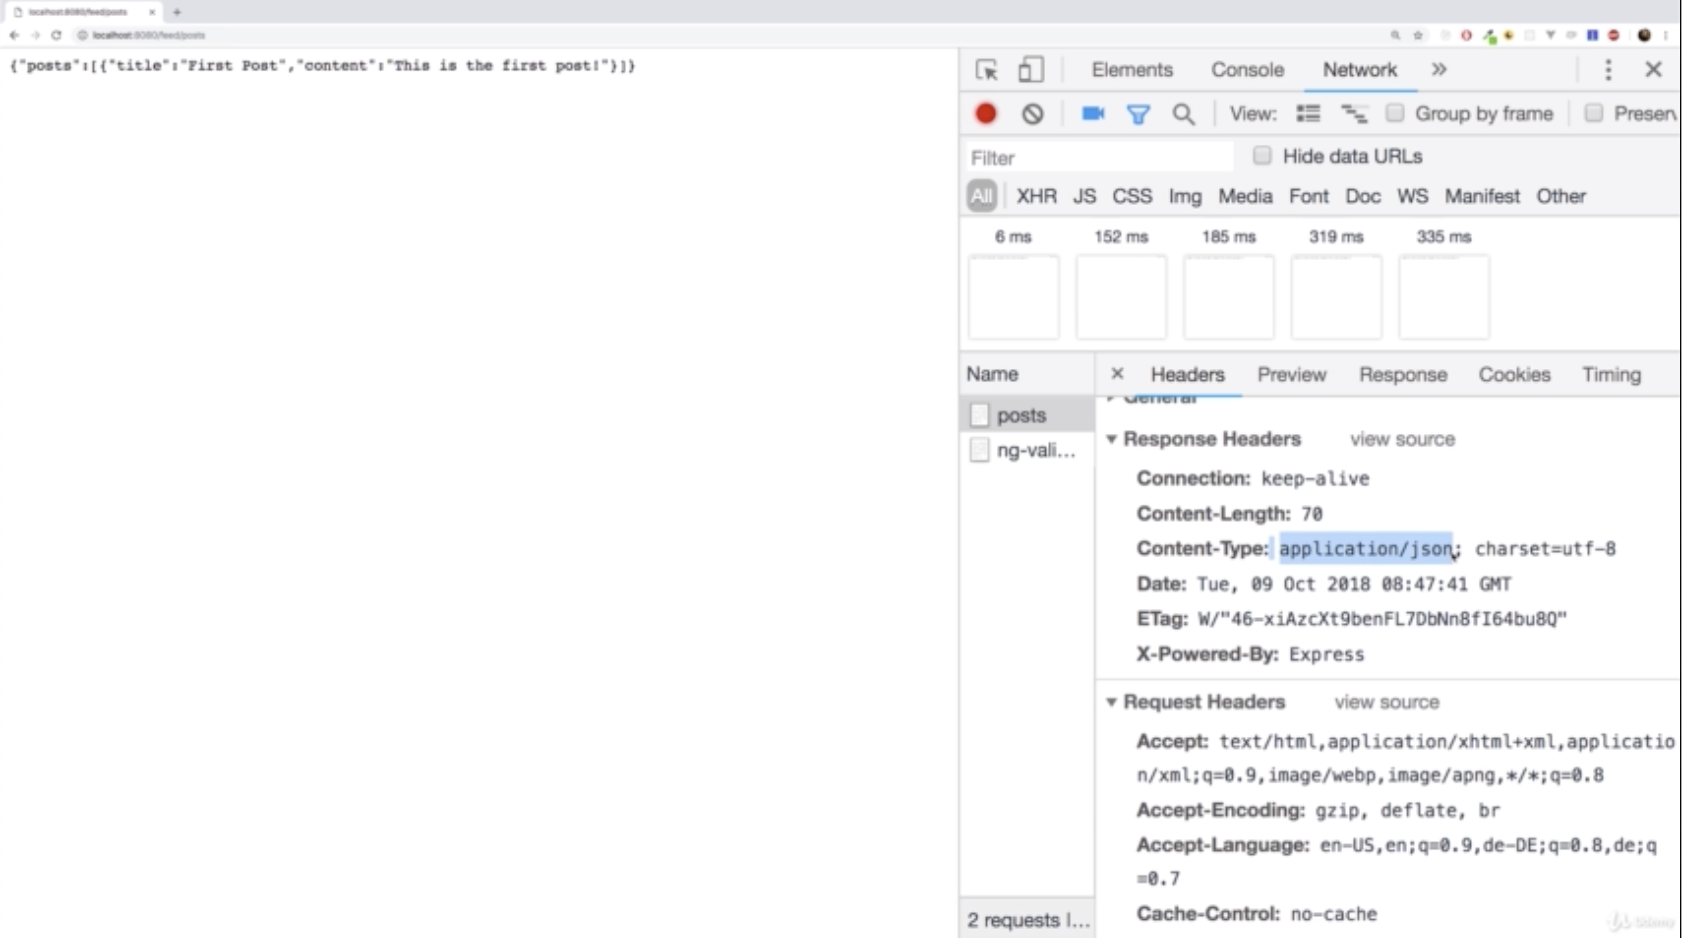 localhost:8080/feed/posts
localhost:8080/feed/posts
{"posts":[{"title":"First Post","content":"This is the first post!"}]}
Elements Console Network
View: Group by frame Preserv
Filter Hide data URLs
All XHR JS CSS Img Media Font Doc WS Manifest Other
6 ms 152 ms 185 ms 319 ms 335 ms
Name Headers Preview Response Cookies Timing
posts
ng-vali...
General
Response Headers view source
Connection: keep-alive
Content-Length: 70
Content-Type: application/json; charset=utf-8
Date: Tue, 09 Oct 2018 08:47:41 GMT
ETag: W/"46-xiAzcXt9benFL7DbNn8fI64bu8Q"
X-Powered-By: Express
Request Headers view source
Accept: text/html,application/xhtml+xml,applicatio
n/xml;q=0.9,image/webp,image/apng,*/*;q=0.8
Accept-Encoding: gzip, deflate, br
Accept-Language: en-US,en;q=0.9,de-DE;q=0.8,de;q
=0.7
Cache-Control: no-cache
2 requests |...
Udemy